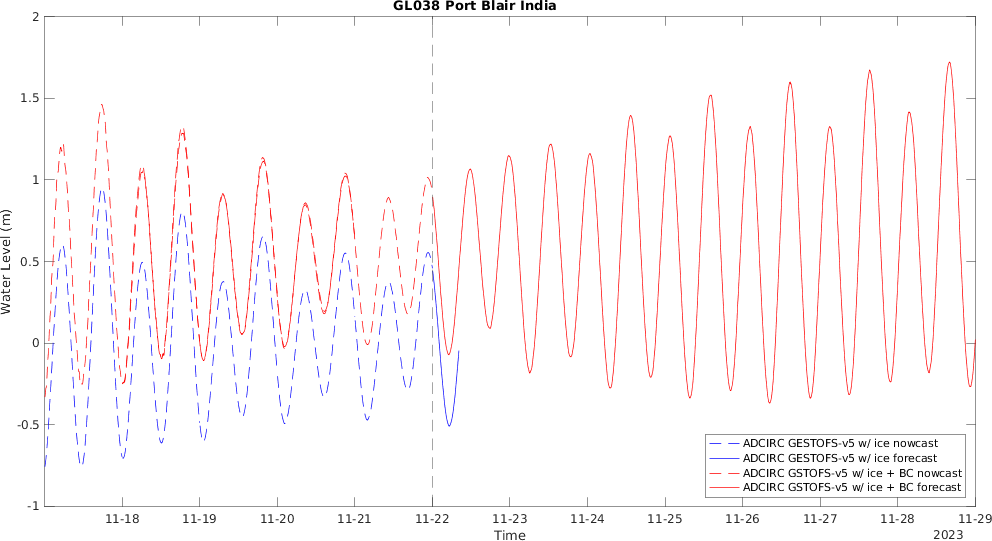 GL038 Port Blair India
2
1.5
1
0.5
0
-0.5
-1
Water Level (m)
11-18
11-19
11-20
11-21
11-22
11-23
11-24
11-25
11-26
11-27
11-28
11-29
Time
2023
ADCIRC GESTOFS-v5 w/ ice nowcast
ADCIRC GESTOFS-v5 w/ ice forecast
ADCIRC GSTOFS-v5 w/ ice + BC nowcast
ADCIRC GSTOFS-v5 w/ ice + BC forecast